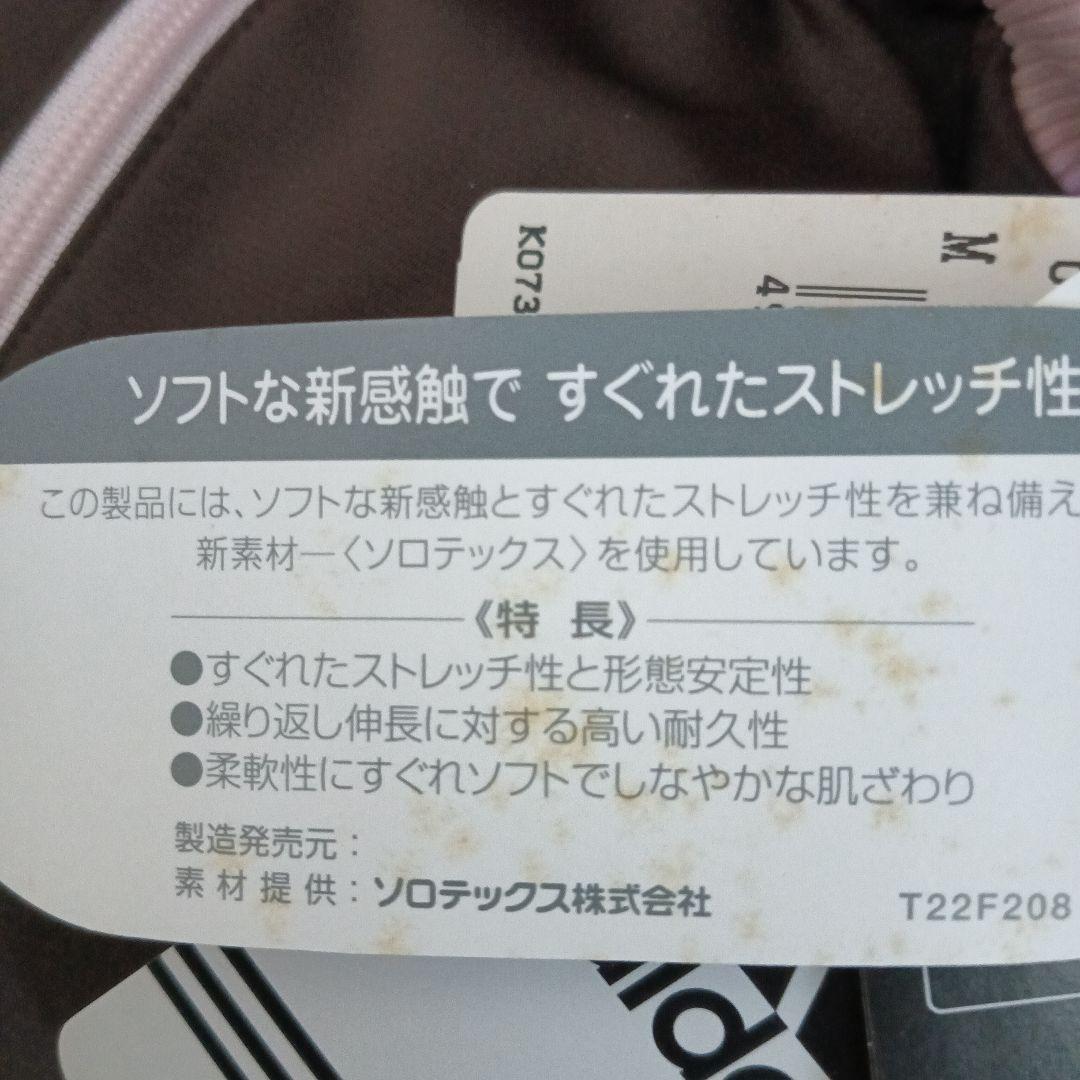 K073
M
ソフトな新感触で すぐれたストレッチ性
この製品には、ソフトな新感触とすぐれたストレッチ性を兼ね備え
新素材―〈ソロテックス〉を使用しています。
《特 長》
●すぐれたストレッチ性と形態安定性
●繰り返し伸長に対する高い耐久性
●柔軟性にすぐれソフトでしなやかな肌ざわり
製造発売元：
素材提供：ソロテックス株式会社
T22F208